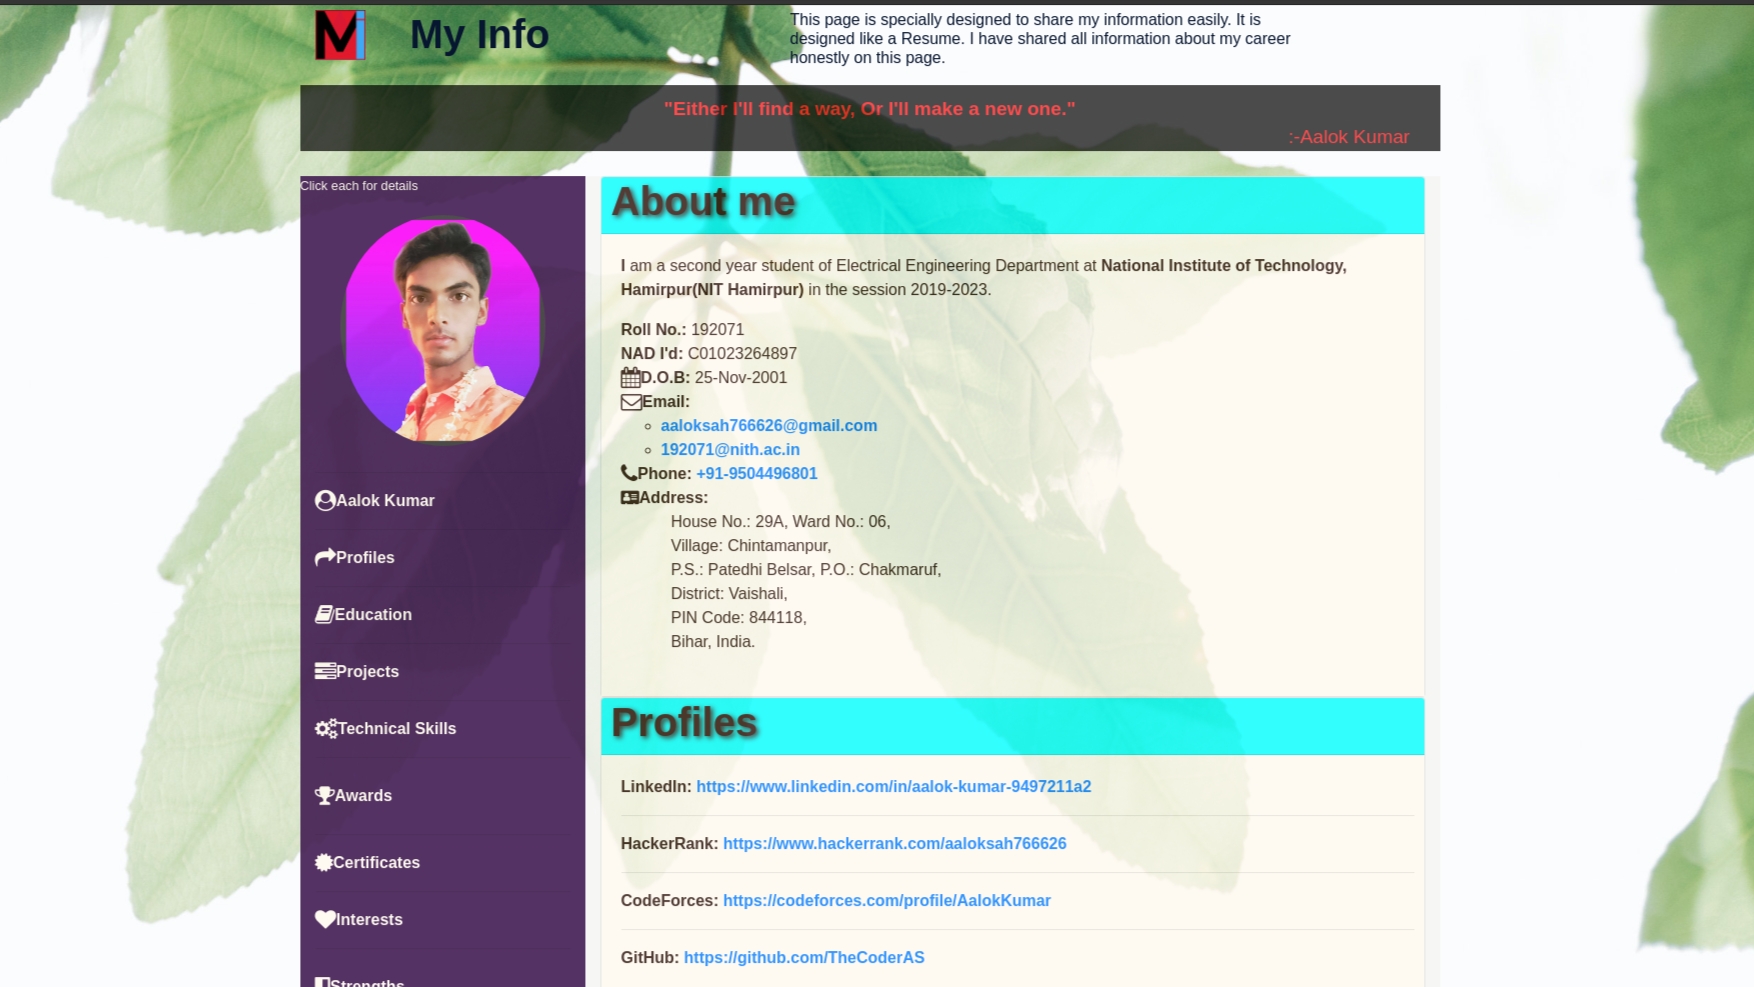 My Info
This page is specially designed to share my information easily. It is
designed like a Resume. I have shared all information about my career
honestly on this page.
"Either I'll find a way, Or I'll make a new one."
:-Aalok Kumar
Click each for details
Aalok Kumar
Profiles
Education
Projects
Technical Skills
Awards
Certificates
Interests
Strengths
About me
I am a second year student of Electrical Engineering Department at National Institute of Technology,
Hamirpur(NIT Hamirpur) in the session 2019-2023.
Roll No.: 192071
NAD I'd: C01023264897
D.O.B: 25-Nov-2001
Email:
aaloksah766626@gmail.com
192071@nith.ac.in
Phone: +91-9504496801
Address:
House No.: 29A, Ward No.: 06,
Village: Chintamanpur,
P.S.: Patedhi Belsar, P.O.: Chakmaruf,
District: Vaishali,
PIN Code: 844118,
Bihar, India.
Profiles
LinkedIn: https://www.linkedin.com/in/aalok-kumar-9497211a2
HackerRank: https://www.hackerrank.com/aaloksah766626
CodeForces: https://codeforces.com/profile/AalokKumar
GitHub: https://github.com/TheCoderAS